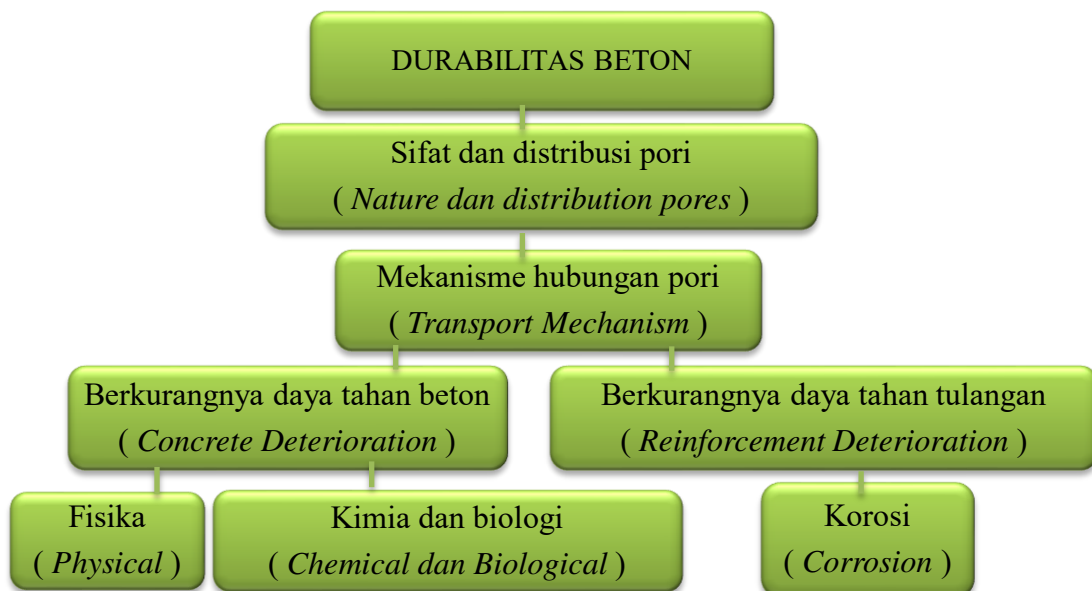 DURABILITAS BETON
Sifat dan distribusi pori
( Nature dan distribution pores )
Mekanisme hubungan pori
( Transport Mechanism )
Berkurangnya daya tahan beton
( Concrete Deterioration )
Berkurangnya daya tahan tulangan
( Reinforcement Deterioration )
Fisika
( Physical )
Kimia dan biologi
( Chemical dan Biological )
Korosi
( Corrosion )